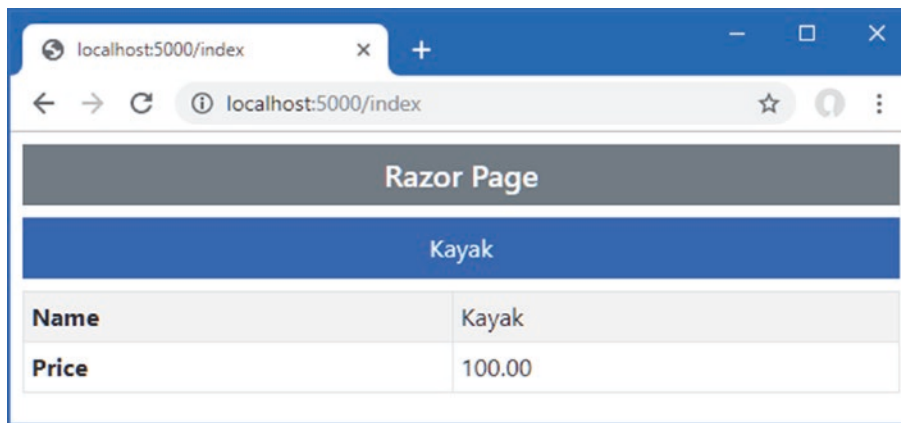 localhost:5000/index
localhost:5000/index
Razor Page
Kayak
Name Kayak
Price 100.00